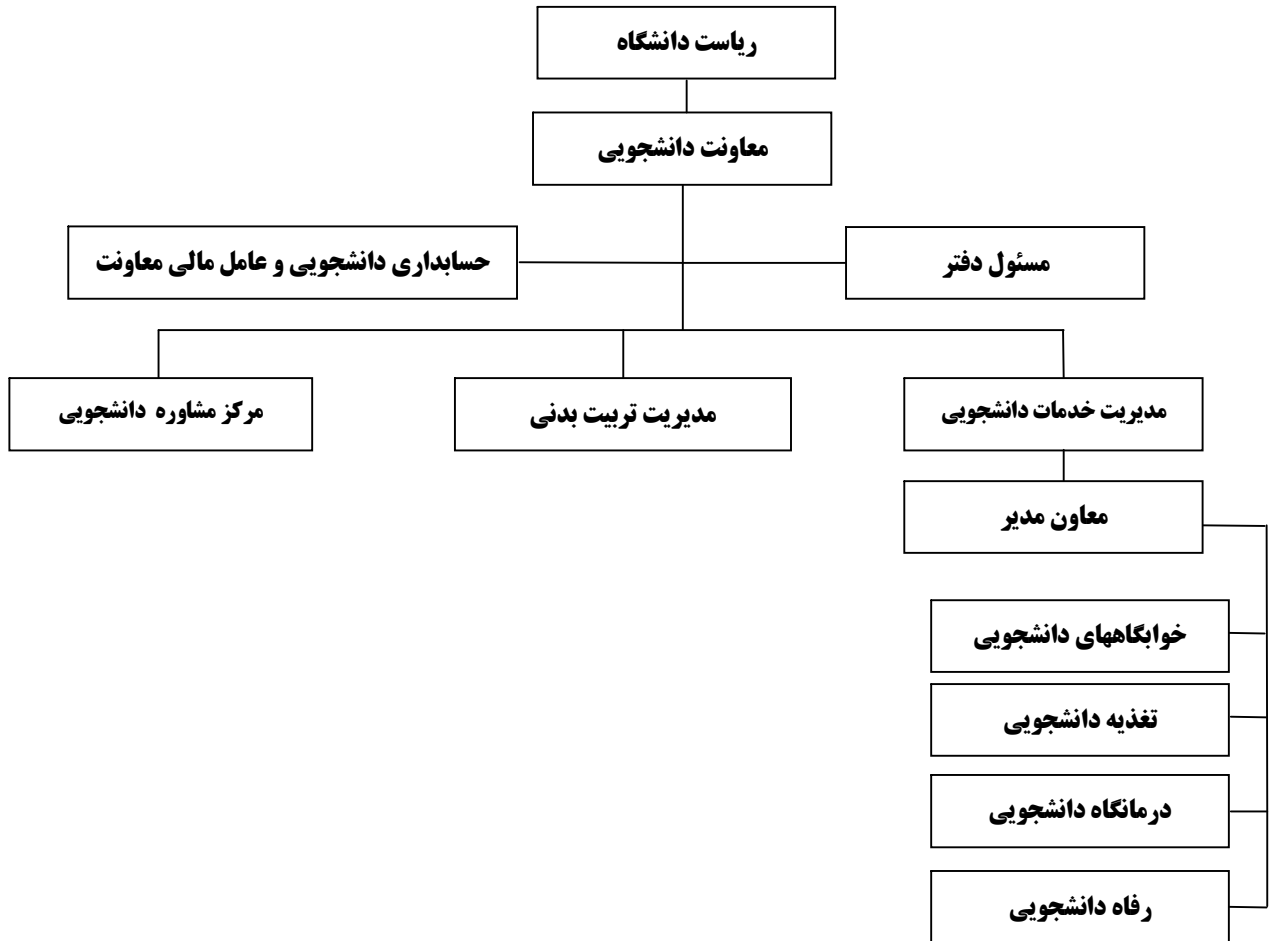 ریاست دانشگاه
معاونت دانشجویی
مسئول دفتر
حسابداری دانشجویی و عامل مالی معاونت
مدیریت خدمات دانشجویی
مدیریت تربیت بدنی
مرکز مشاوره دانشجویی
معاون مدیر
خوابگاههای دانشجویی
تغذیه دانشجویی
درمانگاه دانشجویی
رفاه دانشجویی